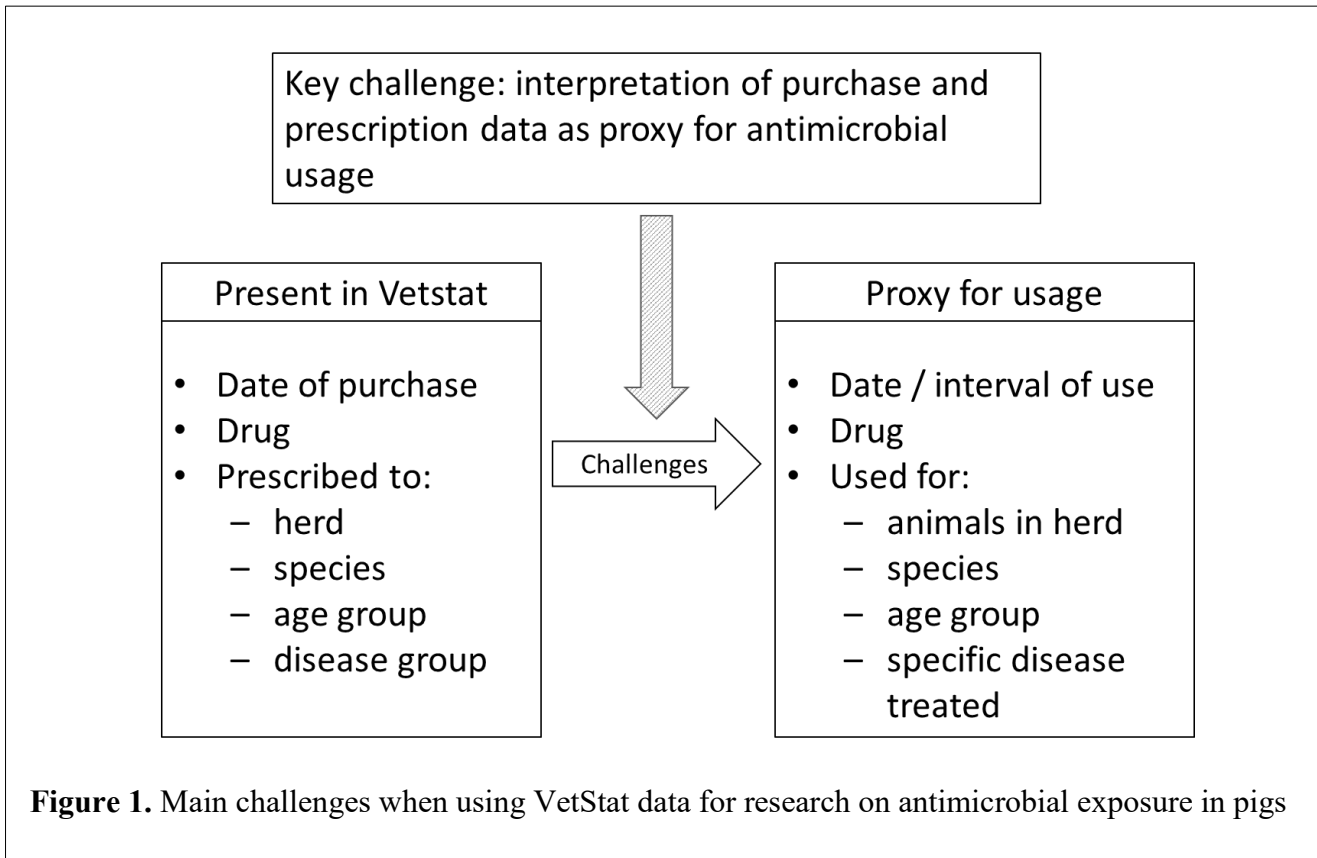 Key challenge: interpretation of purchase and
prescription data as proxy for antimicrobial
usage
Present in Vetstat
• Date of purchase
• Drug
• Prescribed to:
– herd
– species
– age group
– disease group
Challenges
Proxy for usage
• Date / interval of use
• Drug
• Used for:
– animals in herd
– species
– age group
– specific disease
treated
Figure 1. Main challenges when using VetStat data for research on antimicrobial exposure in pigs